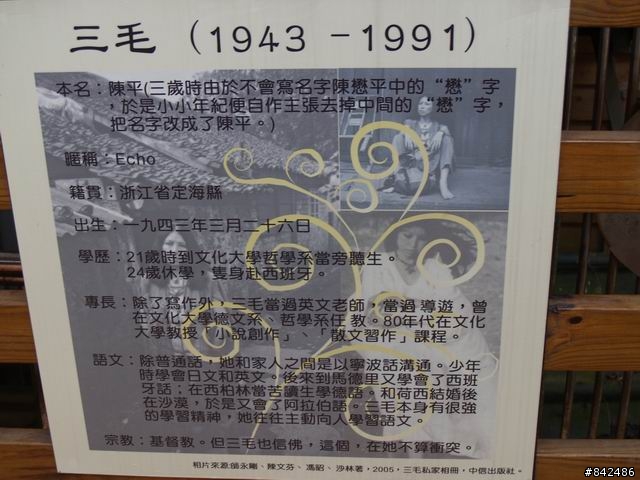 三毛（1943 -1991）
本名：陳平(三歲時由於不會寫名字陳懋平中的“懋”字
，於是小小年紀便自作主張去掉中間的“懋”字，
把名字改成了陳平。)
暱稱：Echo
籍貫：浙江省定海縣
出生：一九四三年三月二十六日
學歷：21歲時到文化大學哲學系當旁聽生。
24歲休學，隻身赴西班牙。
專長：除了寫作外，三毛當過英文老師，當過 導遊，曾
在文化大學德文系、哲學系任 教。80年代在文化
大學教授「小說創作」、「散文習作」課程。
語文：除普通話，她和家人之間是以寧波話溝通。少年
時學會日文和英文。後來到馬德里又學會了西班
牙話；在西柏林當苦讀生學德語。和荷西結婚後
在沙漠，於是又會了阿拉伯語。三毛本身有很強
的學習精神，她往往主動向人學習語文。
宗教：基督教。但三毛也信佛，這個，在她不算衝突。
相片來源:師永剛、陳文芬、馮昭、沙林著，2005，三毛私家相冊，中信出版社。
#842486